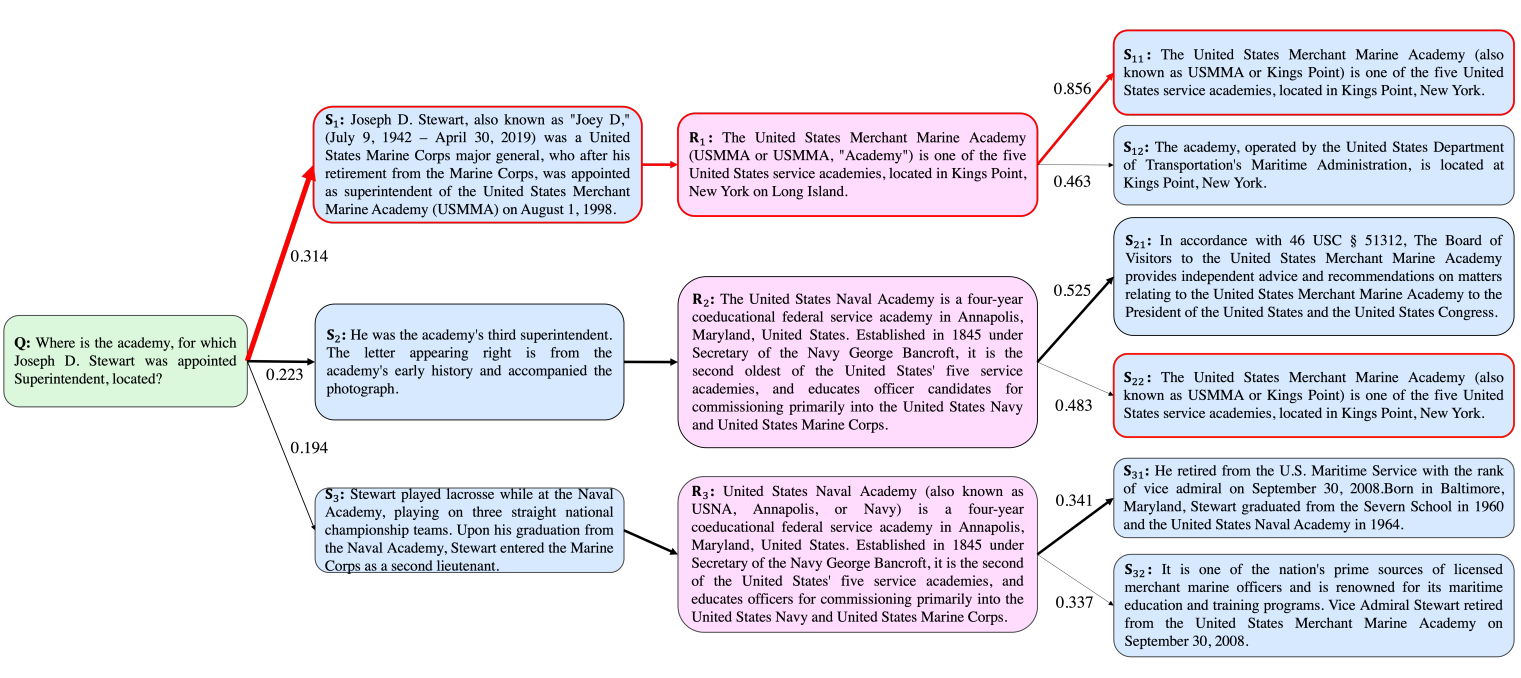 Q: Where is the academy, for which
Joseph D. Stewart was appointed
Superintendent, located?
0.314
0.223
0.194
S₁: Joseph D. Stewart, also known as "Joey D,"
(July 9, 1942 – April 30, 2019) was a United
States Marine Corps major general, who after his
retirement from the Marine Corps, was appointed
as superintendent of the United States Merchant
Marine Academy (USMMA) on August 1, 1998.
S₂: He was the academy's third superintendent.
The letter appearing right is from the
academy's early history and accompanied the
photograph.
S₃: Stewart played lacrosse while at the Naval
Academy, playing on three straight national
championship teams. Upon his graduation from
the Naval Academy, Stewart entered the Marine
Corps as a second lieutenant.
R₁: The United States Merchant Marine Academy
(USMMA or USMMA, "Academy") is one of the five
United States service academies, located in Kings Point,
New York on Long Island.
R₂: The United States Naval Academy is a four-year
coeducational federal service academy in Annapolis,
Maryland, United States. Established in 1845 under
Secretary of the Navy George Bancroft, it is the
second oldest of the United States' five service
academies, and educates officer candidates for
commissioning primarily into the United States Navy
and United States Marine Corps.
R₃: United States Naval Academy (also known as
USNA, Annapolis, or Navy) is a four-year
coeducational federal service academy in Annapolis,
Maryland, United States. Established in 1845 under
Secretary of the Navy George Bancroft, it is the second
of the United States' five service academies, and
educates officers for commissioning primarily into the
United States Navy and United States Marine Corps.
0.856
0.463
0.525
0.483
0.341
0.337
S₁₁: The United States Merchant Marine Academy (also
known as USMMA or Kings Point) is one of the five United
States service academies, located in Kings Point, New York.
S₁₂: The academy, operated by the United States Department
of Transportation's Maritime Administration, is located at
Kings Point, New York.
S₂₁: In accordance with 46 USC § 51312, The Board of
Visitors to the United States Merchant Marine Academy
provides independent advice and recommendations on matters
relating to the United States Merchant Marine Academy to the
President of the United States and the United States Congress.
S₂₂: The United States Merchant Marine Academy (also
known as USMMA or Kings Point) is one of the five United
States service academies, located in Kings Point, New York.
S₃₁: He retired from the U.S. Maritime Service with the rank
of vice admiral on September 30, 2008.Born in Baltimore,
Maryland, Stewart graduated from the Severn School in 1960
and the United States Naval Academy in 1964.
S₃₂: It is one of the nation's prime sources of licensed
merchant marine officers and is renowned for its maritime
education and training programs. Vice Admiral Stewart retired
from the United States Merchant Marine Academy on
September 30, 2008.